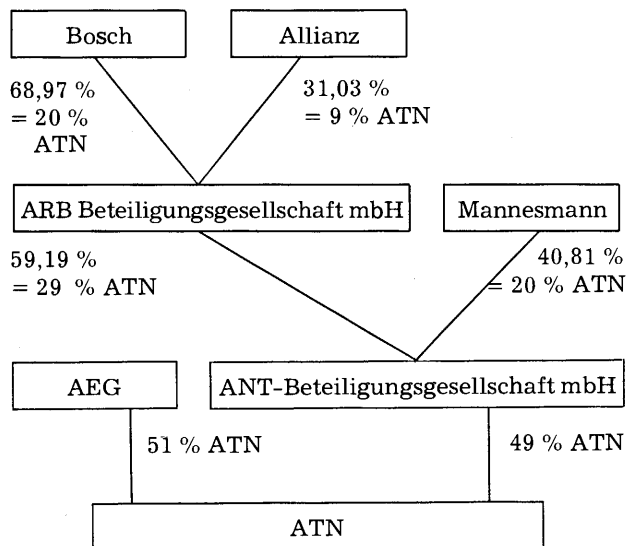 Bosch
Allianz
68,97 %
= 20 %
ATN
31,03 %
= 9 % ATN
ARB Beteiligungsgesellschaft mbH
Mannesmann
59,19 %
= 29 % ATN
40,81 %
= 20 % ATN
AEG
ANT-Beteiligungsgesellschaft mbH
51 % ATN
49 % ATN
ATN